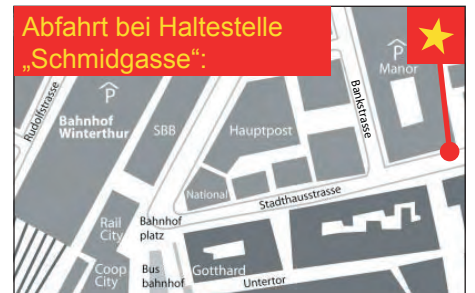 Abfahrt bei Haltestelle
„Schmidgasse“:
P
Manor
Rudolfstrasse
P
Bahnhof
Winterthur
SBB
Hauptpost
Bankstrasse
National
Stadthausstrasse
Rail
City
Bahnhof
platz
Coop
City
Bus
bahnhof
Gotthard
Untertor